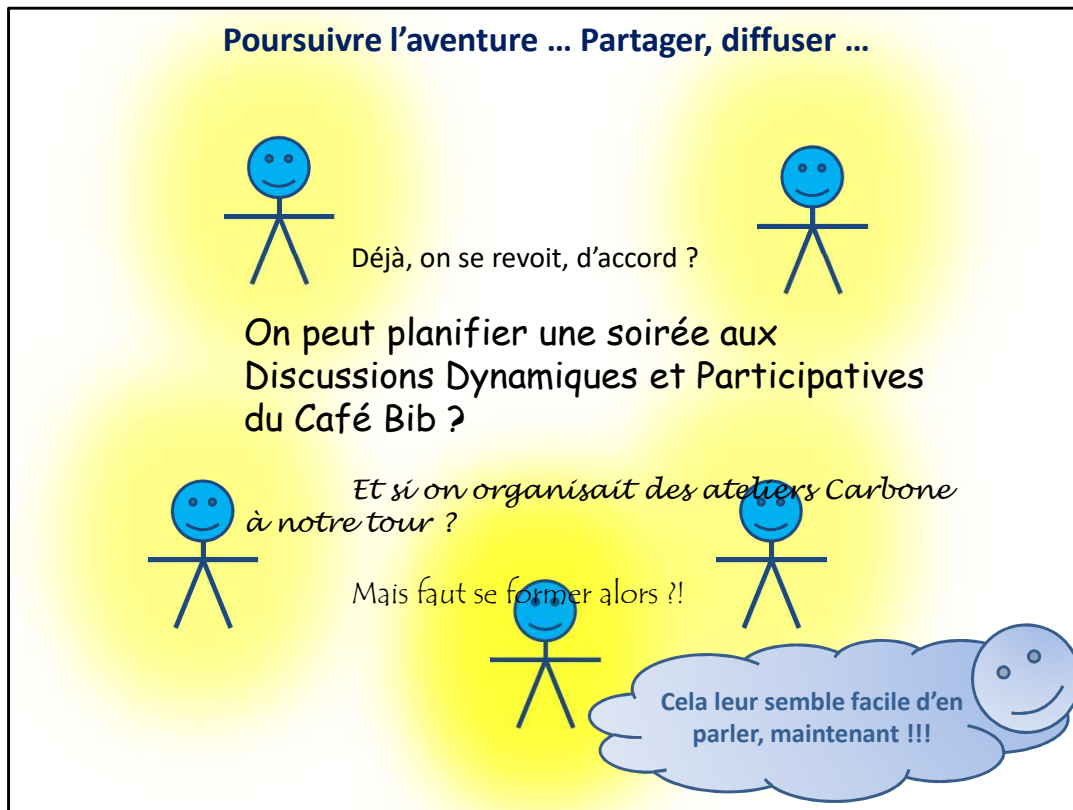 Poursuivre l’aventure … Partager, diffuser …
Déjà, on se revoit, d’accord ?
On peut planifier une soirée aux
Discussions Dynamiques et Participatives
du Café Bib ?
Et si on organisait des ateliers Carbone
à notre tour ?
Mais faut se former alors ?!
Cela leur semble facile d’en
parler, maintenant !!!